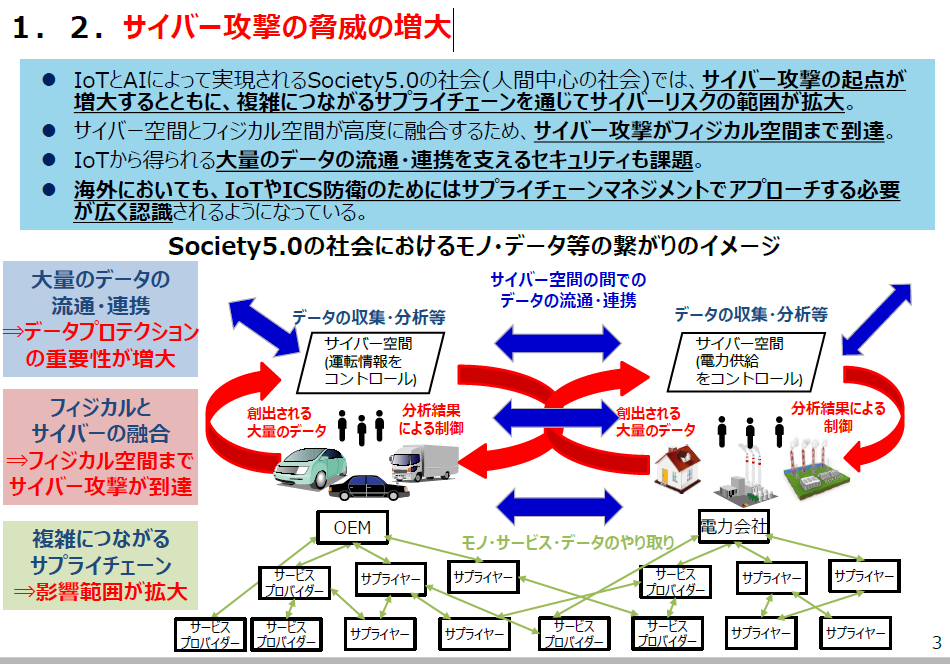 １．２．サイバー攻撃の脅威の増大
● IoTとAIによって実現されるSociety5.0の社会(人間中心の社会)では、サイバー攻撃の起点が
増大するとともに、複雑につながるサプライチェーンを通じてサイバーリスクの範囲が拡大。
● サイバー空間とフィジカル空間が高度に融合するため、サイバー攻撃がフィジカル空間まで到達。
● IoTから得られる大量のデータの流通・連携を支えるセキュリティも課題。
● 海外においても、IoTやICS防衛のためにはサプライチェーンマネジメントでアプローチする必要
が広く認識されるようになっている。
Society5.0の社会におけるモノ・データ等の繋がりのイメージ
大量のデータの
流通・連携
⇒データプロテクション
の重要性が増大
サイバー空間の間での
データの流通・連携
データの収集・分析等
サイバー空間
(運転情報を
コントロール)
データの収集・分析等
サイバー空間
(電力供給
をコントロール)
フィジカルと
サイバーの融合
⇒フィジカル空間まで
サイバー攻撃が到達
創出される
大量のデータ
分析結果
による制御
創出される
大量のデータ
分析結果による
制御
複雑につながる
サプライチェーン
⇒影響範囲が拡大
OEM
モノ・サービス・データのやり取り
電力会社
サービス
プロバイダー
サプライヤー
サプライヤー
サービス
プロバイダー
サプライヤー
サプライヤー
サービス
プロバイダー
サービス
プロバイダー
サプライヤー
サプライヤー
サービス
プロバイダー
サービス
プロバイダー
サプライヤー
サプライヤー
3